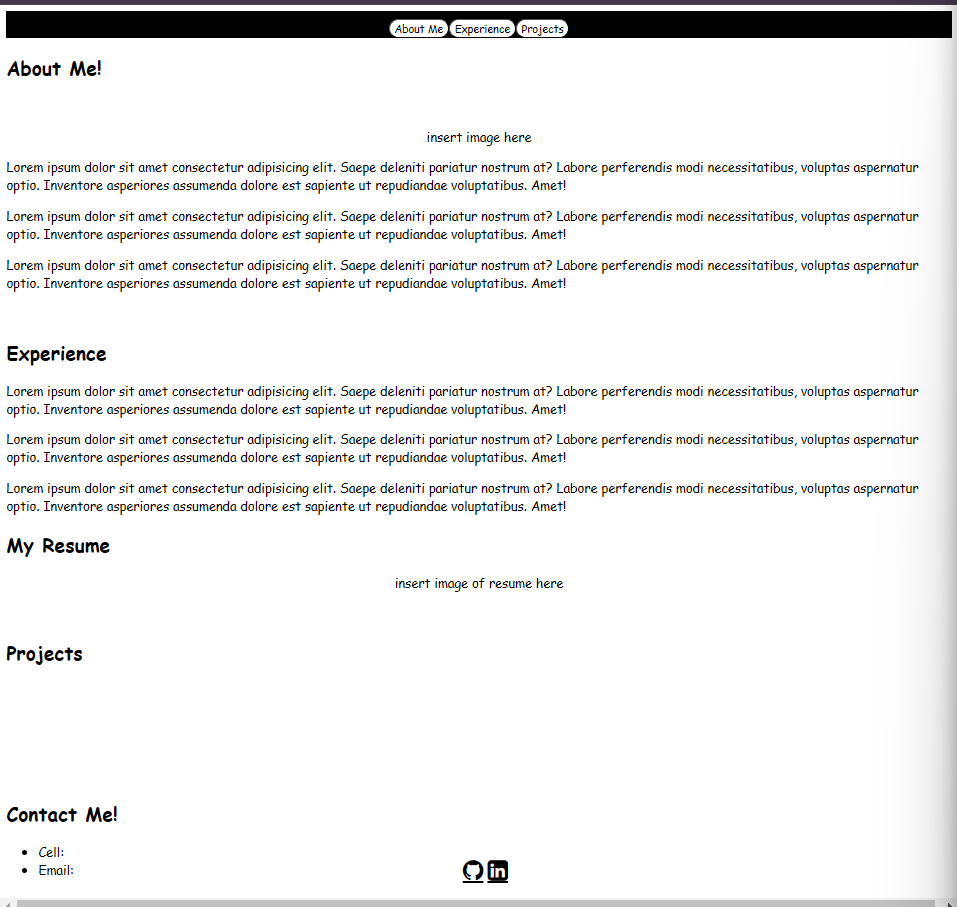 About Me Experience Projects
About Me!
insert image here
Lorem ipsum dolor sit amet consectetur adipisicing elit. Saepe deleniti pariatur nostrum at? Labore perferendis modi necessitatibus, voluptas aspernatur
optio. Inventore asperiores assumenda dolore est sapiente ut repudiandae voluptatibus. Amet!
Lorem ipsum dolor sit amet consectetur adipisicing elit. Saepe deleniti pariatur nostrum at? Labore perferendis modi necessitatibus, voluptas aspernatur
optio. Inventore asperiores assumenda dolore est sapiente ut repudiandae voluptatibus. Amet!
Lorem ipsum dolor sit amet consectetur adipisicing elit. Saepe deleniti pariatur nostrum at? Labore perferendis modi necessitatibus, voluptas aspernatur
optio. Inventore asperiores assumenda dolore est sapiente ut repudiandae voluptatibus. Amet!
Experience
Lorem ipsum dolor sit amet consectetur adipisicing elit. Saepe deleniti pariatur nostrum at? Labore perferendis modi necessitatibus, voluptas aspernatur
optio. Inventore asperiores assumenda dolore est sapiente ut repudiandae voluptatibus. Amet!
Lorem ipsum dolor sit amet consectetur adipisicing elit. Saepe deleniti pariatur nostrum at? Labore perferendis modi necessitatibus, voluptas aspernatur
optio. Inventore asperiores assumenda dolore est sapiente ut repudiandae voluptatibus. Amet!
Lorem ipsum dolor sit amet consectetur adipisicing elit. Saepe deleniti pariatur nostrum at? Labore perferendis modi necessitatibus, voluptas aspernatur
optio. Inventore asperiores assumenda dolore est sapiente ut repudiandae voluptatibus. Amet!
My Resume
insert image of resume here
Projects
Contact Me!
Cell:
Email:
in